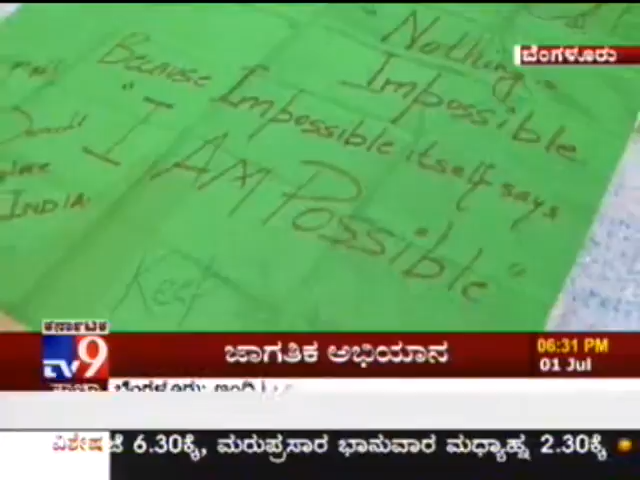 Nothing
ಬೆಂಗಳೂರು
Impossible
Because Impossible itself says
"I AM Possible"
INDIA
Keef
ಕರ್ನಾಟಕ
TV9
ಜಾಗತಿಕ ಅಭಿಯಾನ
06:31 PM
01 Jul
ವಿಶೇಷ
ಜೆ 6.30ಕ್ಕೆ, ಮರುಪ್ರಸಾರ ಭಾನುವಾರ ಮಧ್ಯಾಹ್ನ 2.30ಕ್ಕೆ